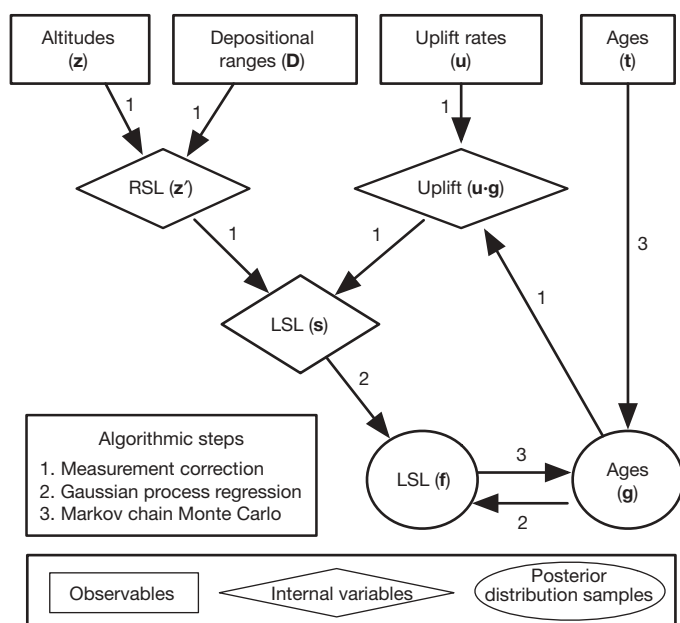 Altitudes
(z)
Depositional
ranges (D)
Uplift rates
(u)
Ages
(t)
1
1
1
RSL (z′)
Uplift (u·g)
1
1
3
1
LSL (s)
2
Algorithmic steps
1. Measurement correction
2. Gaussian process regression
3. Markov chain Monte Carlo
LSL (f)
3
2
Ages
(g)
Observables
Internal variables
Posterior
distribution samples